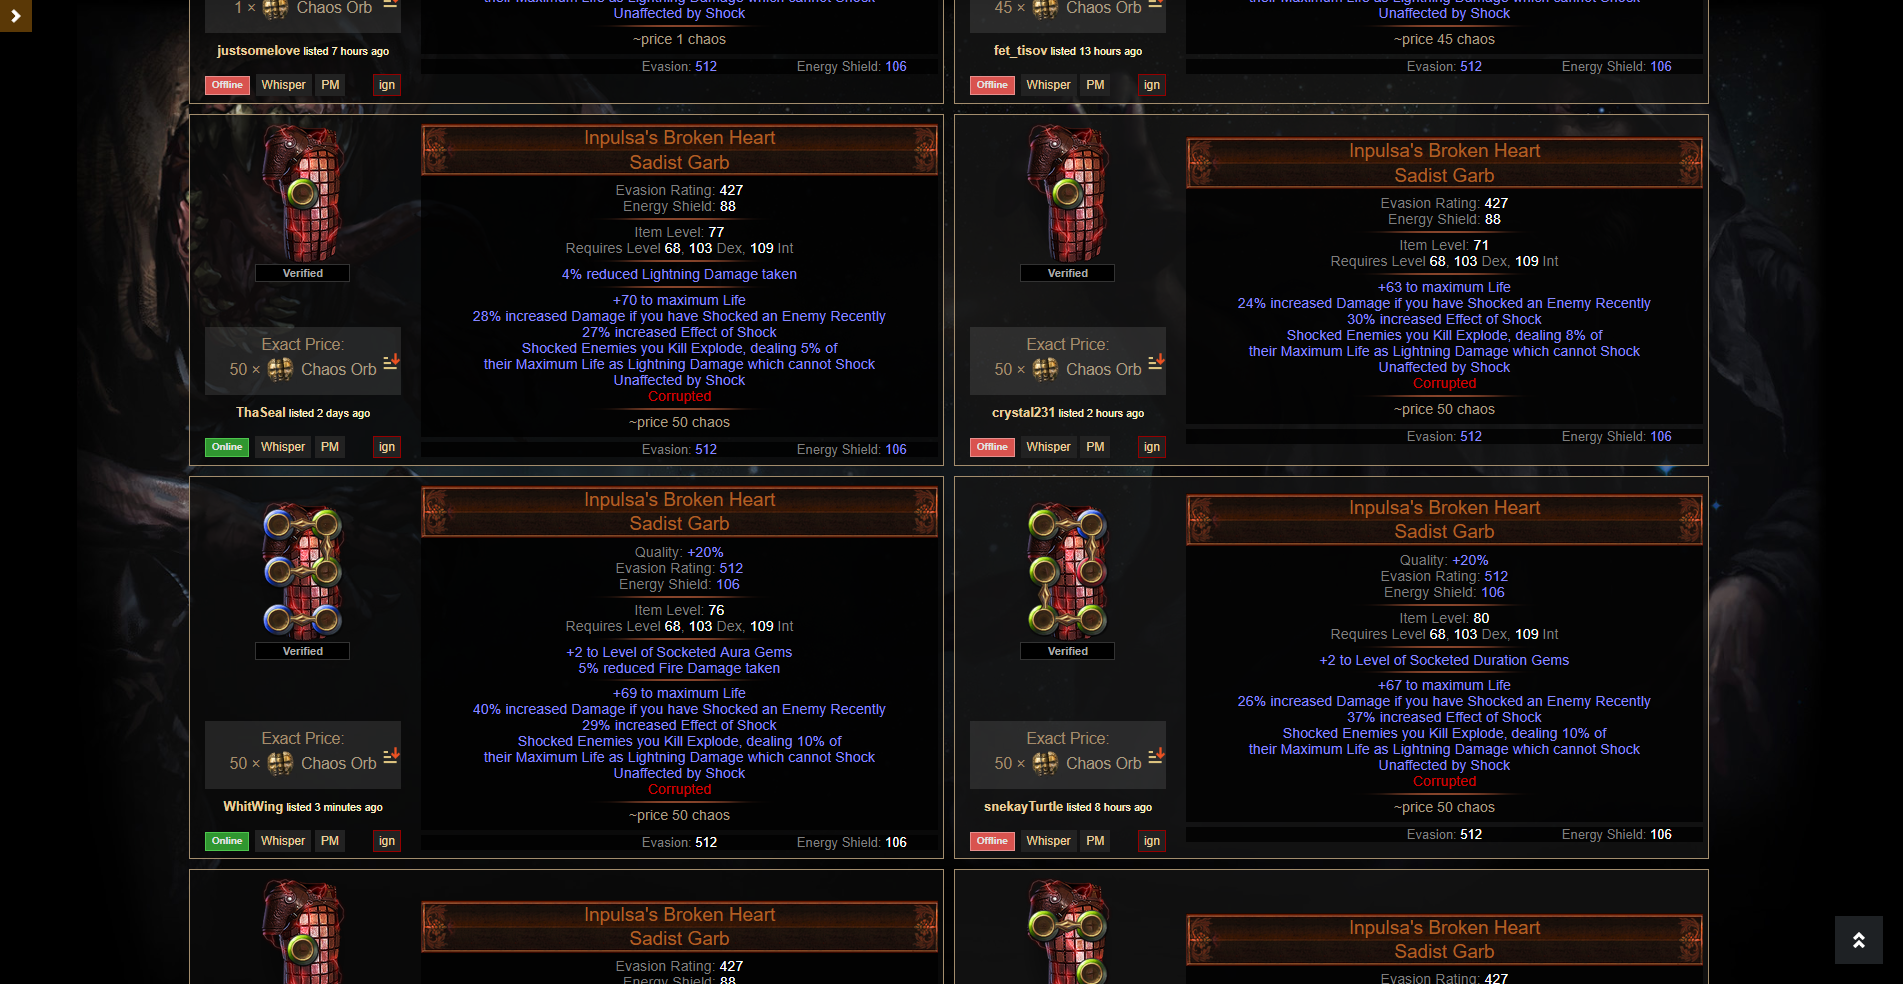 1 × Chaos Orb
their Maximum Life as Lightning Damage which cannot Shock
Unaffected by Shock
~price 1 chaos
justsomelove listed 7 hours ago
Evasion: 512 Energy Shield: 106
Offline Whisper PM ign
45 × Chaos Orb
their Maximum Life as Lightning Damage which cannot Shock
Unaffected by Shock
~price 45 chaos
fet_tisov listed 13 hours ago
Evasion: 512 Energy Shield: 106
Offline Whisper PM ign
Inpulsa's Broken Heart
Sadist Garb
Evasion Rating: 427
Energy Shield: 88
Item Level: 77
Requires Level 68, 103 Dex, 109 Int
Verified
4% reduced Lightning Damage taken
+70 to maximum Life
28% increased Damage if you have Shocked an Enemy Recently
27% increased Effect of Shock
Shocked Enemies you Kill Explode, dealing 5% of
their Maximum Life as Lightning Damage which cannot Shock
Unaffected by Shock
Corrupted
~price 50 chaos
Exact Price:
50 × Chaos Orb
ThaSeal listed 2 days ago
Online Whisper PM ign
Evasion: 512 Energy Shield: 106
Inpulsa's Broken Heart
Sadist Garb
Evasion Rating: 427
Energy Shield: 88
Item Level: 71
Requires Level 68, 103 Dex, 109 Int
Verified
+63 to maximum Life
24% increased Damage if you have Shocked an Enemy Recently
30% increased Effect of Shock
Shocked Enemies you Kill Explode, dealing 8% of
their Maximum Life as Lightning Damage which cannot Shock
Unaffected by Shock
Corrupted
~price 50 chaos
Exact Price:
50 × Chaos Orb
crystal231 listed 2 hours ago
Offline Whisper PM ign
Evasion: 512 Energy Shield: 106
Inpulsa's Broken Heart
Sadist Garb
Quality: +20%
Evasion Rating: 512
Energy Shield: 106
Item Level: 76
Requires Level 68, 103 Dex, 109 Int
Verified
+2 to Level of Socketed Aura Gems
5% reduced Fire Damage taken
+69 to maximum Life
40% increased Damage if you have Shocked an Enemy Recently
29% increased Effect of Shock
Shocked Enemies you Kill Explode, dealing 10% of
their Maximum Life as Lightning Damage which cannot Shock
Unaffected by Shock
Corrupted
~price 50 chaos
Exact Price:
50 × Chaos Orb
WhitWing listed 3 minutes ago
Online Whisper PM ign
Evasion: 512 Energy Shield: 106
Inpulsa's Broken Heart
Sadist Garb
Quality: +20%
Evasion Rating: 512
Energy Shield: 106
Item Level: 80
Requires Level 68, 103 Dex, 109 Int
Verified
+2 to Level of Socketed Duration Gems
+67 to maximum Life
26% increased Damage if you have Shocked an Enemy Recently
37% increased Effect of Shock
Shocked Enemies you Kill Explode, dealing 10% of
their Maximum Life as Lightning Damage which cannot Shock
Unaffected by Shock
Corrupted
~price 50 chaos
Exact Price:
50 × Chaos Orb
snekayTurtle listed 8 hours ago
Offline Whisper PM ign
Evasion: 512 Energy Shield: 106
Inpulsa's Broken Heart
Sadist Garb
Evasion Rating: 427
Energy Shield: 88
Inpulsa's Broken Heart
Sadist Garb
Evasion Rating: 427